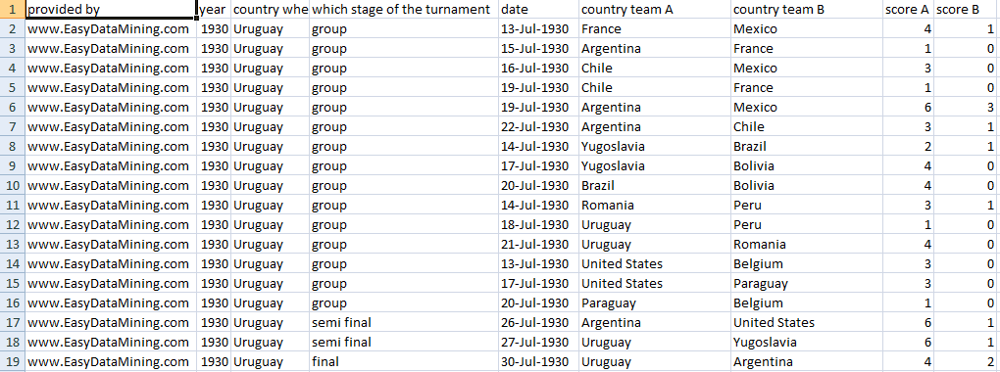 1 provided by year country whe which stage of the turnament date country team A country team B score A score B
2 www.EasyDataMining.com 1930 Uruguay group 13-Jul-1930 France Mexico 4 1
3 www.EasyDataMining.com 1930 Uruguay group 15-Jul-1930 Argentina France 1 0
4 www.EasyDataMining.com 1930 Uruguay group 16-Jul-1930 Chile Mexico 3 0
5 www.EasyDataMining.com 1930 Uruguay group 19-Jul-1930 Chile France 1 0
6 www.EasyDataMining.com 1930 Uruguay group 19-Jul-1930 Argentina Mexico 6 3
7 www.EasyDataMining.com 1930 Uruguay group 22-Jul-1930 Argentina Chile 3 1
8 www.EasyDataMining.com 1930 Uruguay group 14-Jul-1930 Yugoslavia Brazil 2 1
9 www.EasyDataMining.com 1930 Uruguay group 17-Jul-1930 Yugoslavia Bolivia 4 0
10 www.EasyDataMining.com 1930 Uruguay group 20-Jul-1930 Brazil Bolivia 4 0
11 www.EasyDataMining.com 1930 Uruguay group 14-Jul-1930 Romania Peru 3 1
12 www.EasyDataMining.com 1930 Uruguay group 18-Jul-1930 Uruguay Peru 1 0
13 www.EasyDataMining.com 1930 Uruguay group 21-Jul-1930 Uruguay Romania 4 0
14 www.EasyDataMining.com 1930 Uruguay group 13-Jul-1930 United States Belgium 3 0
15 www.EasyDataMining.com 1930 Uruguay group 17-Jul-1930 United States Paraguay 3 0
16 www.EasyDataMining.com 1930 Uruguay group 20-Jul-1930 Paraguay Belgium 1 0
17 www.EasyDataMining.com 1930 Uruguay semi final 26-Jul-1930 Argentina United States 6 1
18 www.EasyDataMining.com 1930 Uruguay semi final 27-Jul-1930 Uruguay Yugoslavia 6 1
19 www.EasyDataMining.com 1930 Uruguay final 30-Jul-1930 Uruguay Argentina 4 2